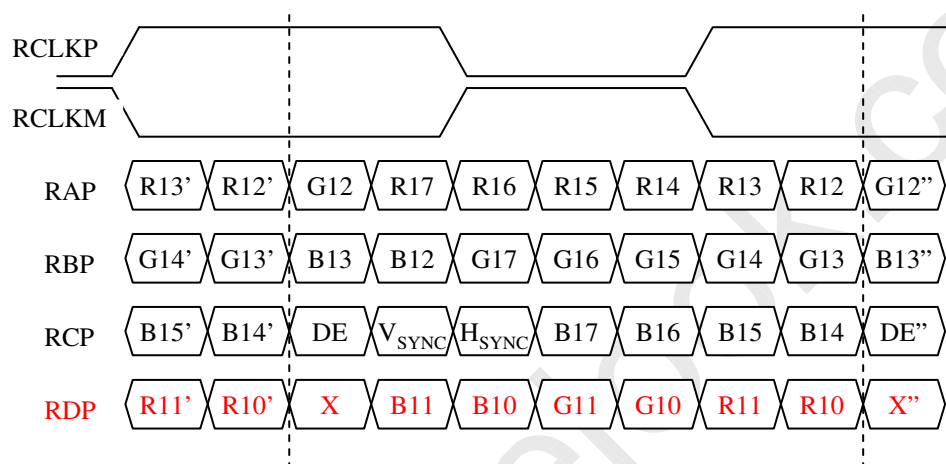 RCLKP
RCLKM
RAP R13’ R12’ G12 R17 R16 R15 R14 R13 R12 G12”
RBP G14’ G13’ B13 B12 G17 G16 G15 G14 G13 B13”
RCP B15’ B14’ DE VSYNC HSYNC B17 B16 B15 B14 DE”
RDP R11’ R10’ X B11 B10 G11 G10 R11 R10 X”